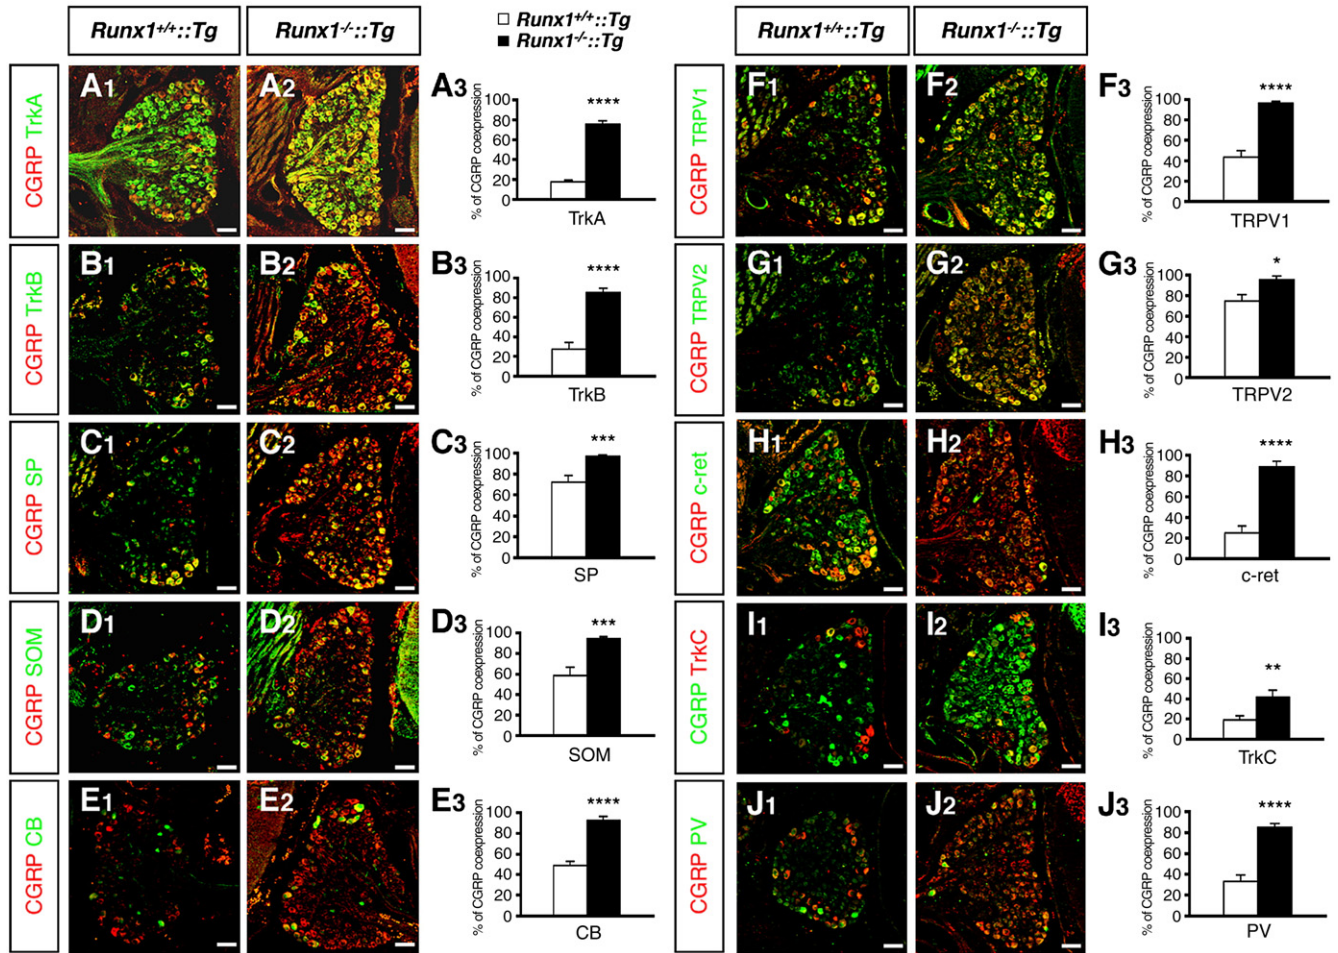 Runx1+/+::Tg
Runx1-/-::Tg
Runx1+/+::Tg
Runx1-/-::Tg
Runx1+/+::Tg
Runx1-/-::Tg
CGRP TrkA
A1
A2
A3
% of CGRP coexpression
100
80
60
40
20
0
****
TrkA
CGRP TrkB
B1
B2
B3
% of CGRP coexpression
100
80
60
40
20
0
****
TrkB
CGRP SP
C1
C2
C3
% of CGRP coexpression
100
80
60
40
20
0
***
SP
CGRP SOM
D1
D2
D3
% of CGRP coexpression
100
80
60
40
20
0
***
SOM
CGRP CB
E1
E2
E3
% of CGRP coexpression
100
80
60
40
20
0
****
CB
CGRP TRPV1
F1
F2
F3
% of CGRP coexpression
100
80
60
40
20
0
****
TRPV1
CGRP TRPV2
G1
G2
G3
% of CGRP coexpression
100
80
60
40
20
0
*
TRPV2
CGRP c-ret
H1
H2
H3
% of CGRP coexpression
100
80
60
40
20
0
****
c-ret
CGRP TrkC
I1
I2
I3
% of CGRP coexpression
100
80
60
40
20
0
**
TrkC
CGRP PV
J1
J2
J3
% of CGRP coexpression
100
80
60
40
20
0
****
PV